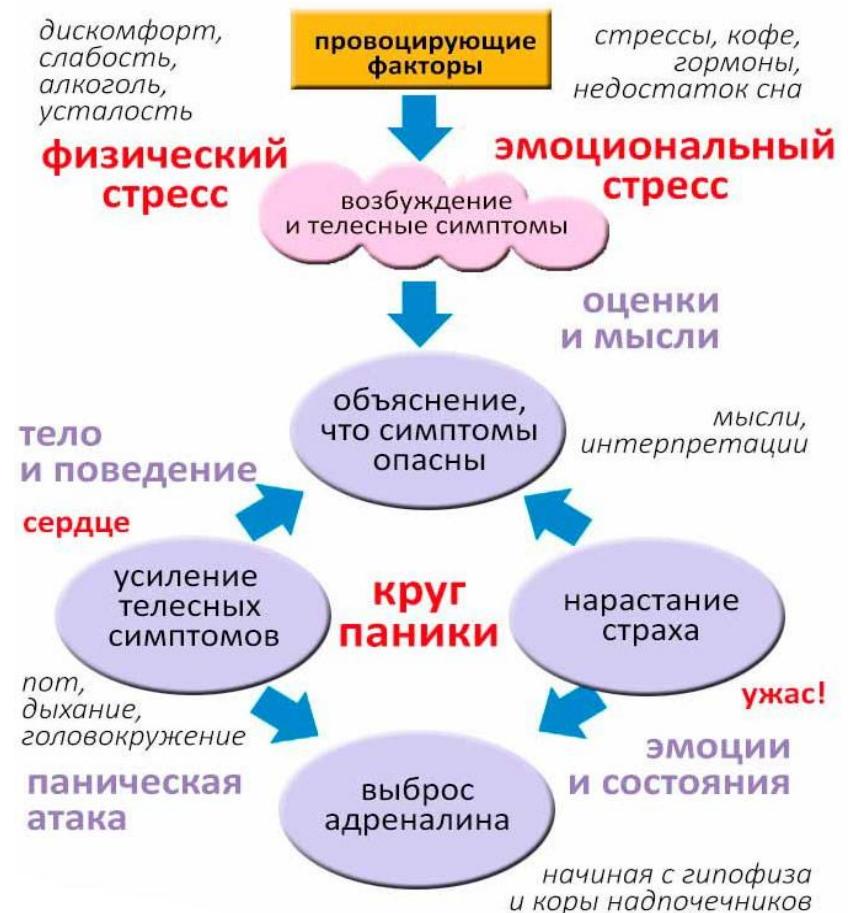 дискомфорт,
слабость,
алкоголь,
усталость
провоцирующие
факторы
стрессы, кофе,
гормоны,
недостаток сна
физический
стресс
эмоциональный
стресс
возбуждение
и телесные симптомы
оценки
и мысли
объяснение,
что симптомы
опасны
мысли,
интерпретации
тело
и поведение
сердце
усиление
телесных
симптомов
круг
паники
нарастание
страха
пот,
дыхание,
головокружение
ужас!
паническая
атака
выброс
адреналина
эмоции
и состояния
начиная с гипофиза
и коры надпочечников